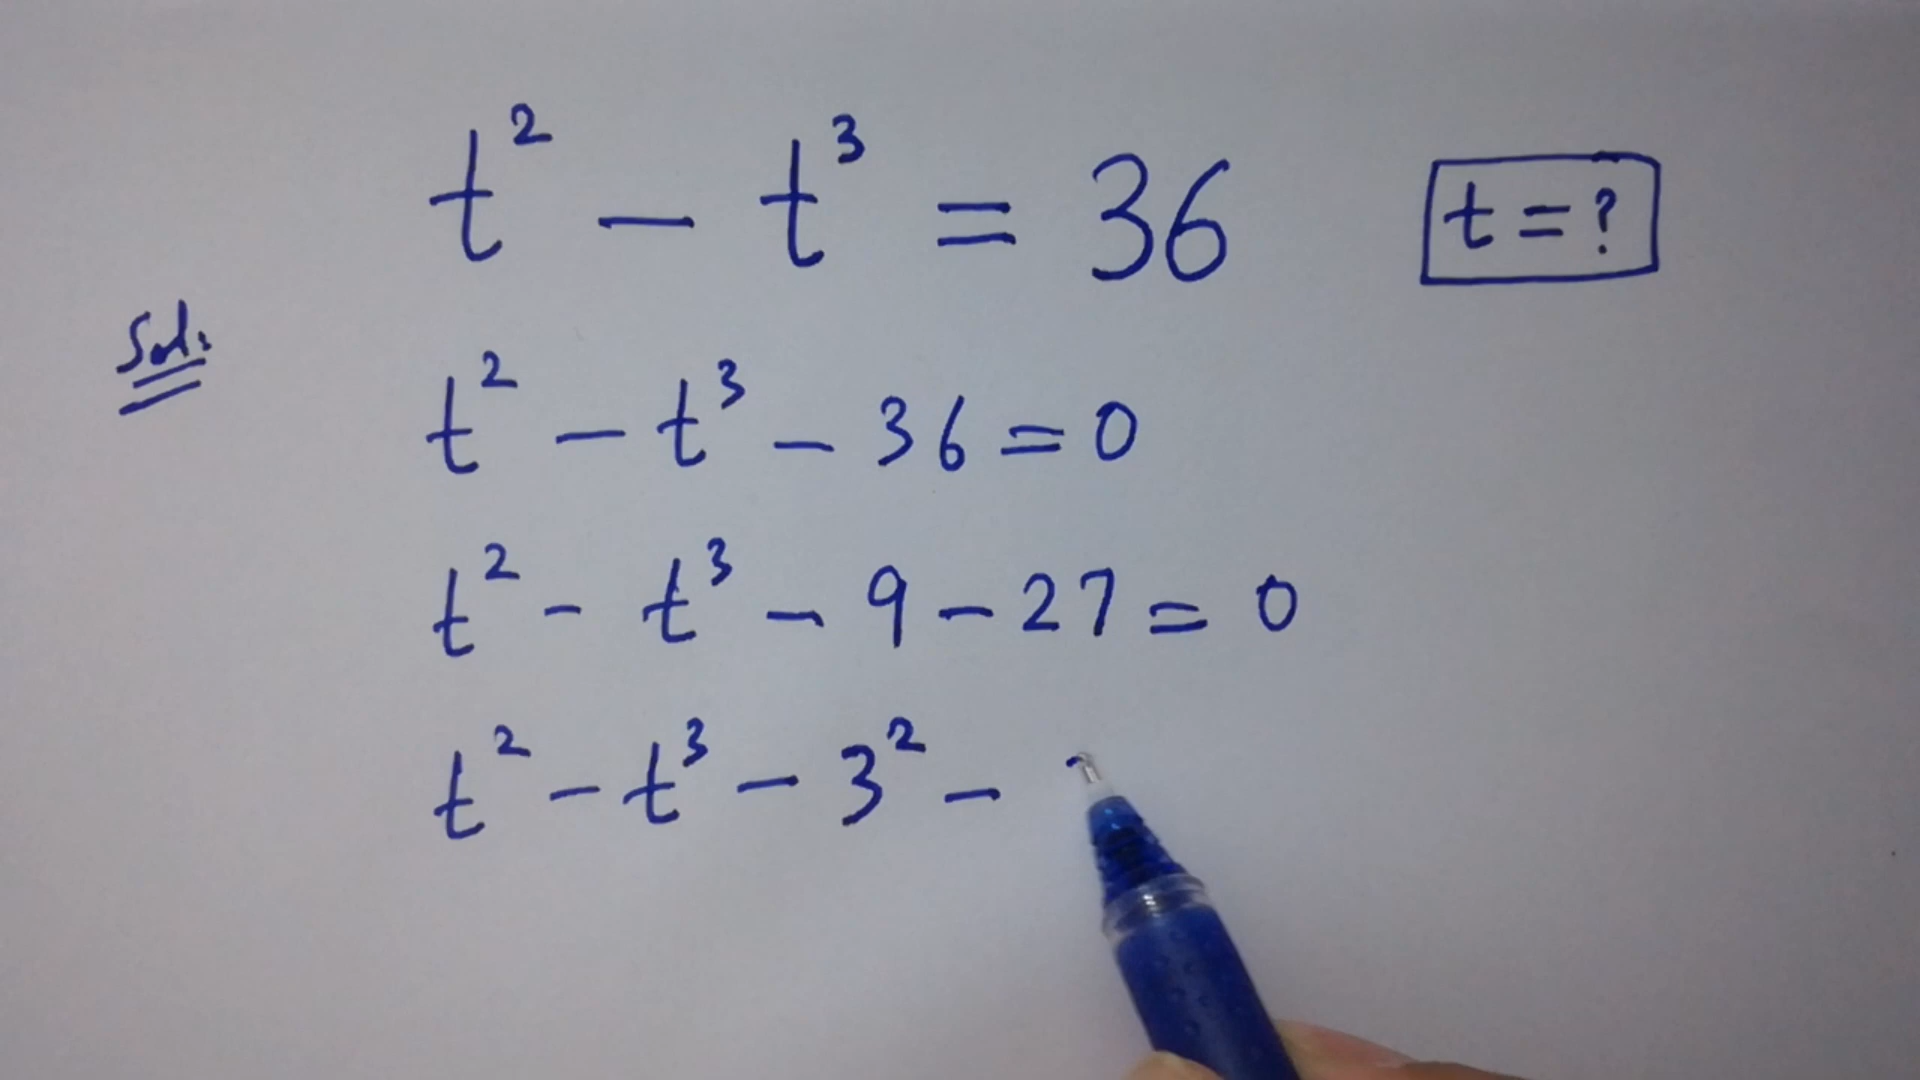 t² - t³ = 36
t = ?
Sol:
t² - t³ - 36 = 0
t² - t³ - 9 - 27 = 0
t² - t³ - 3² -